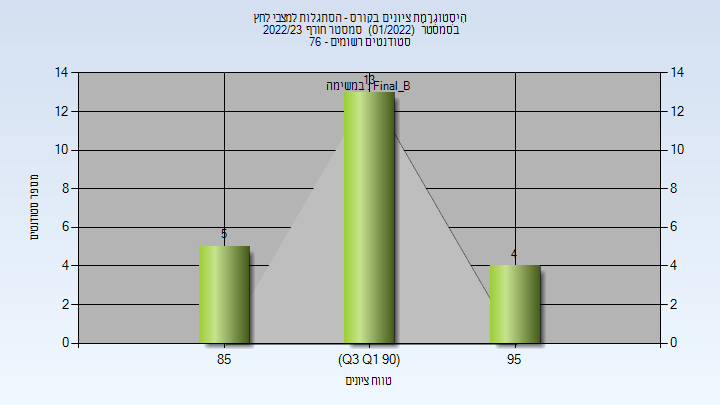 הִיסְטוֹגְרָמַת ציונים בקורס - הסתגלות למצבי לחץ
בסמסטר (01/2022) סמסטר חורף 2022/23
סטודנטים רשומים - 76
14 14
13
במשימה : Final_B
12 12
10 10
8 8
6 6
5
4
4 4
2 2
0 0
מספר סטודנטים
85 (Q3 Q1 90) 95
טווח ציונים